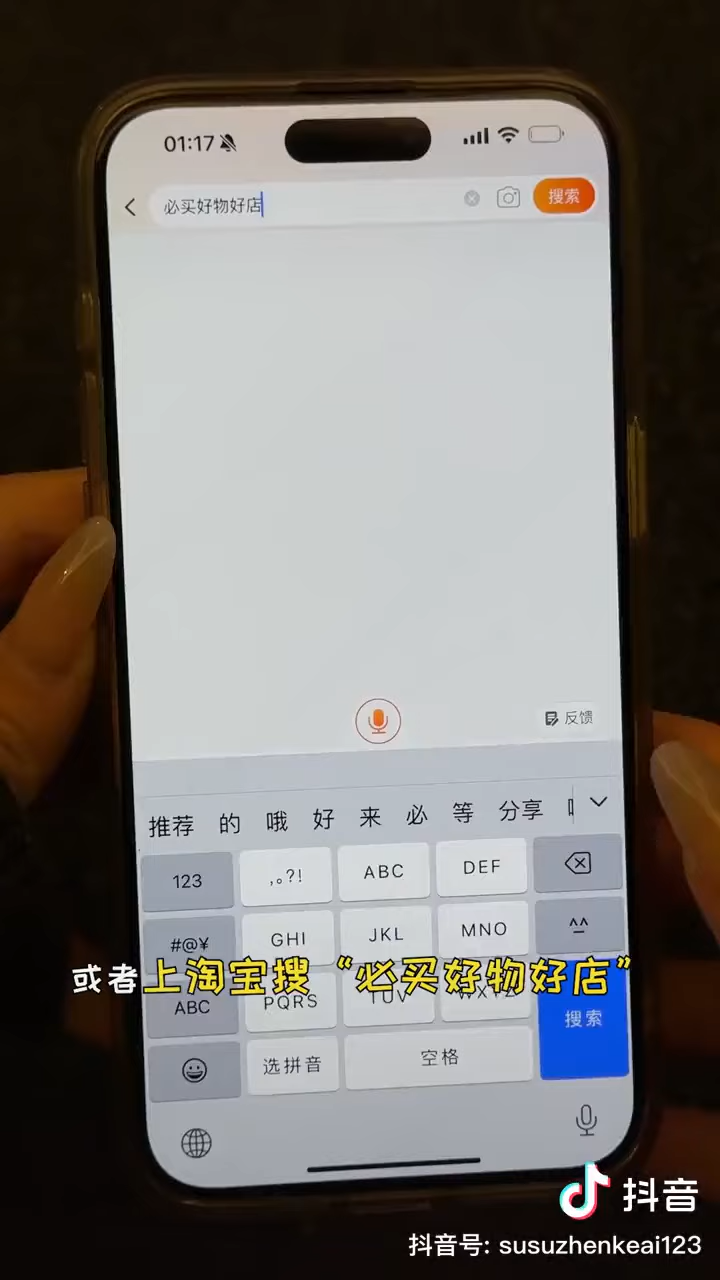 01:17
必买好物好店
搜索
反馈
推荐 的 哦 好 来 必 等 分享
123 ,。?! ABC DEF
#@¥ GHI JKL MNO ^^
或者上淘宝搜“必买好物好店”
ABC PQRS TUV WXYZ 搜索
选拼音 空格
抖音
抖音号: susuzhenkeai123